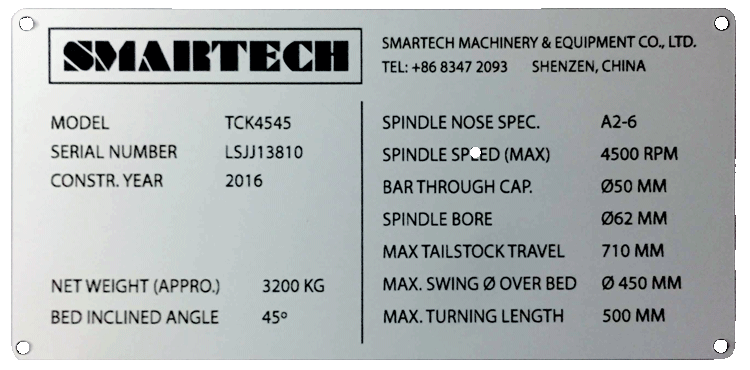 SMARTECH
SMARTECH MACHINERY & EQUIPMENT CO., LTD.
TEL: +86 8347 2093 SHENZEN, CHINA
MODEL TCK4545
SERIAL NUMBER LSJJ13810
CONSTR. YEAR 2016
NET WEIGHT (APPRO.) 3200 KG
BED INCLINED ANGLE 45º
SPINDLE NOSE SPEC. A2-6
SPINDLE SPEED (MAX) 4500 RPM
BAR THROUGH CAP. Ø50 MM
SPINDLE BORE Ø62 MM
MAX TAILSTOCK TRAVEL 710 MM
MAX. SWING Ø OVER BED Ø 450 MM
MAX. TURNING LENGTH 500 MM